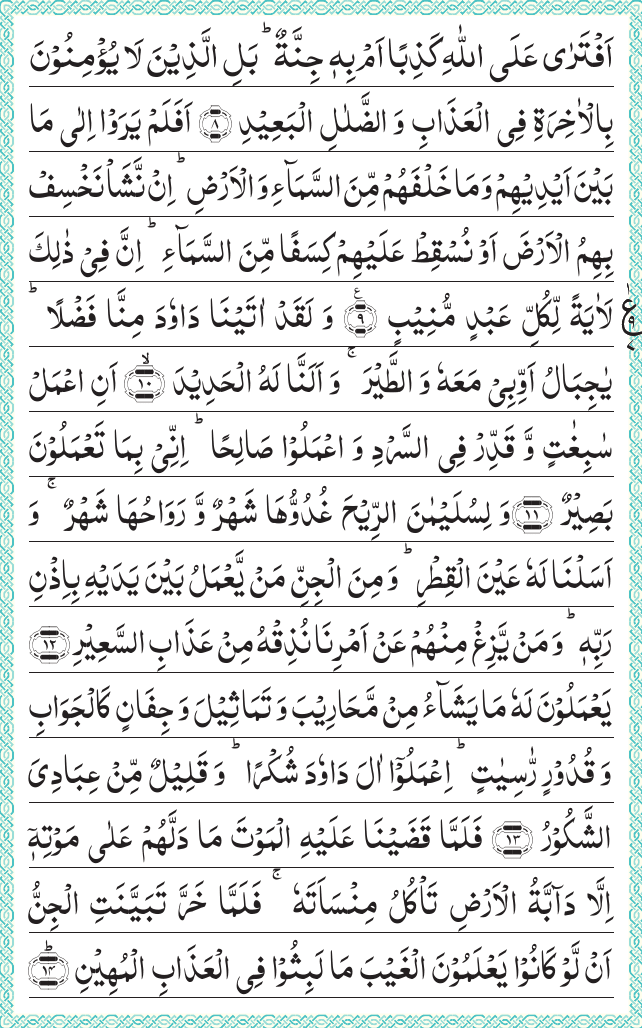 اَفۡتَرٰى عَلَى اللّٰهِ كَذِبًا اَمۡ بِهٖ جِنَّةٌ ؕ بَلِ الَّذِيۡنَ لَا يُؤۡمِنُوۡنَ
بِالۡاٰخِرَةِ فِى الۡعَذَابِ وَ الضَّلٰلِ الۡبَعِيۡدِ ﴿۸﴾ اَفَلَمۡ يَرَوۡا اِلٰى مَا
بَيۡنَ اَيۡدِيۡهِمۡ وَ مَا خَلۡفَهُمۡ مِّنَ السَّمَآءِ وَ الۡاَرۡضِ ؕ اِنۡ نَّشَاۡ نَخۡسِفۡ
بِهِمُ الۡاَرۡضَ اَوۡ نُسۡقِطۡ عَلَيۡهِمۡ كِسَفًا مِّنَ السَّمَآءِ ؕ اِنَّ فِىۡ ذٰلِكَ
لَاٰيَةً لِّكُلِّ عَبۡدٍ مُّنِيۡبٍ ﴿۹﴾ وَ لَقَدۡ اٰتَيۡنَا دَاوٗدَ مِنَّا فَضۡلًا ؕ
يٰجِبَالُ اَوِّبِىۡ مَعَهٗ وَ الطَّيۡرَ ۚ وَ اَلَنَّا لَهُ الۡحَدِيۡدَ ﴿۱۰﴾ اَنِ اعۡمَلۡ
سٰبِغٰتٍ وَّ قَدِّرۡ فِى السَّرۡدِ وَ اعۡمَلُوۡا صَالِحًا ؕ اِنِّىۡ بِمَا تَعۡمَلُوۡنَ
بَصِيۡرٌ ﴿۱۱﴾ وَ لِسُلَيۡمٰنَ الرِّيۡحَ غُدُوُّهَا شَهۡرٌ وَّ رَوَاحُهَا شَهۡرٌ ۚ وَ
اَسَلۡنَا لَهٗ عَيۡنَ الۡقِطۡرِ ؕ وَ مِنَ الۡجِنِّ مَنۡ يَّعۡمَلُ بَيۡنَ يَدَيۡهِ بِاِذۡنِ
رَبِّهٖ ؕ وَ مَنۡ يَّزِغۡ مِنۡهُمۡ عَنۡ اَمۡرِنَا نُذِقۡهُ مِنۡ عَذَابِ السَّعِيۡرِ ﴿۱۲﴾
يَعۡمَلُوۡنَ لَهٗ مَا يَشَآءُ مِنۡ مَّحَارِيۡبَ وَ تَمَاثِيۡلَ وَ جِفَانٍ كَالۡجَوَابِ
وَ قُدُوۡرٍ رّٰسِيٰتٍ ؕ اِعۡمَلُوۡۤا اٰلَ دَاوٗدَ شُكۡرًا ؕ وَ قَلِيۡلٌ مِّنۡ عِبَادِىَ
الشَّكُوۡرُ ﴿۱۳﴾ فَلَمَّا قَضَيۡنَا عَلَيۡهِ الۡمَوۡتَ مَا دَلَّهُمۡ عَلٰى مَوۡتِهٖۤ
اِلَّا دَآبَّةُ الۡاَرۡضِ تَاۡكُلُ مِنۡسَاَتَهٗ ۚ فَلَمَّا خَرَّ تَبَيَّنَتِ الۡجِنُّ
اَنۡ لَّوۡ كَانُوۡا يَعۡلَمُوۡنَ الۡغَيۡبَ مَا لَبِثُوۡا فِى الۡعَذَابِ الۡمُهِيۡنِ ؕ﴿۱۴﴾